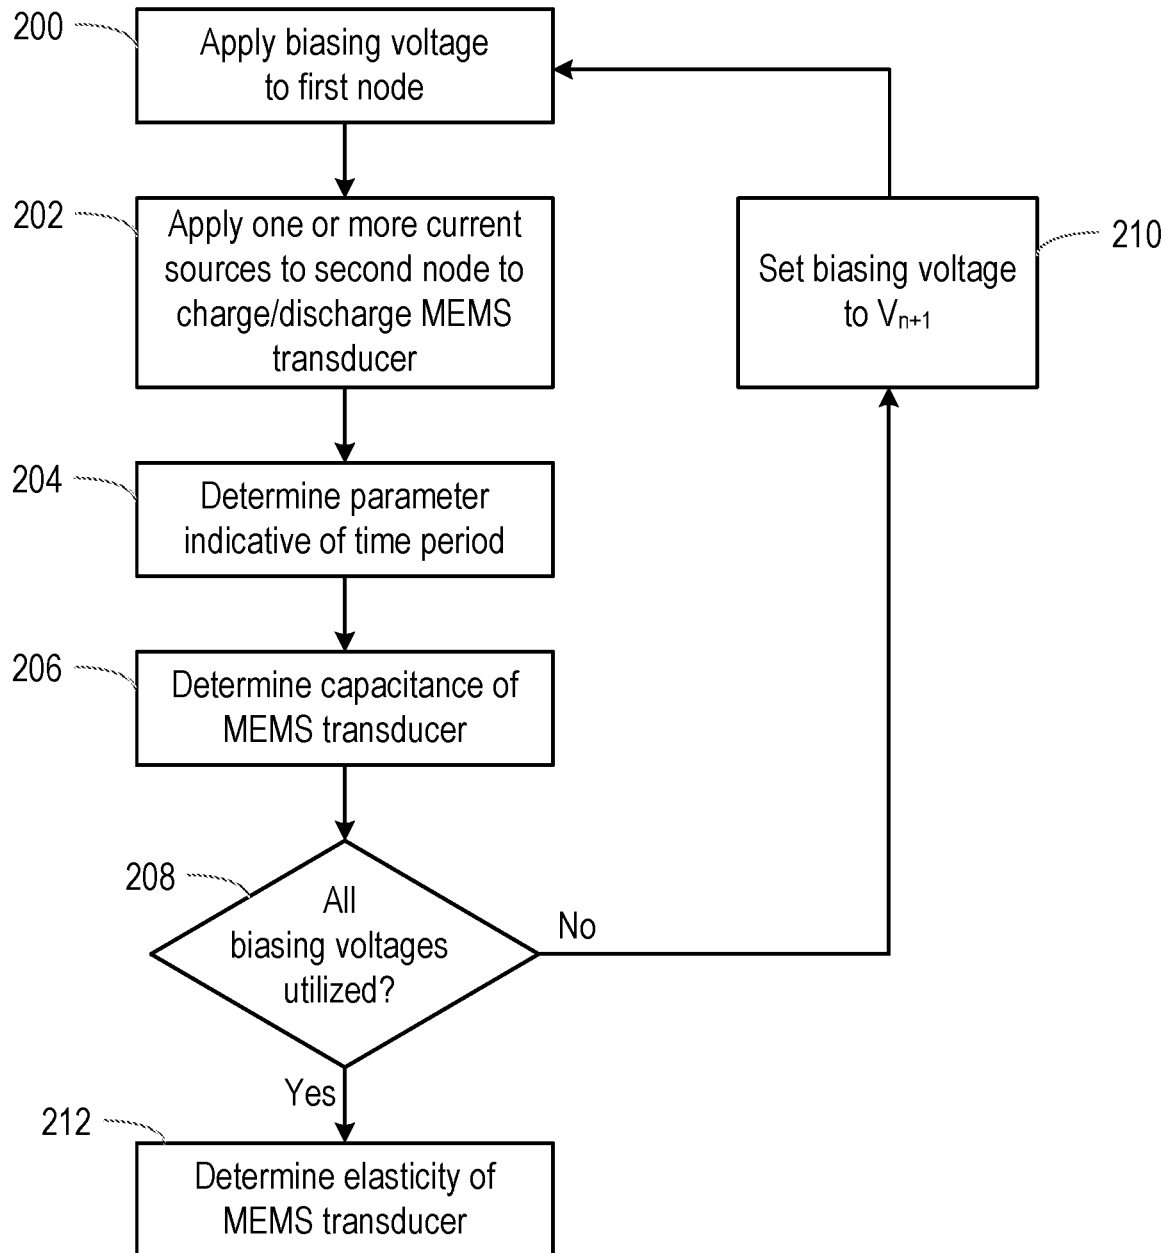 200
Apply biasing voltage
to first node
202
Apply one or more current
sources to second node to
charge/discharge MEMS
transducer
210
Set biasing voltage
to Vₙ₊₁
204
Determine parameter
indicative of time period
206
Determine capacitance of
MEMS transducer
208
All
biasing voltages
utilized?
No
Yes
212
Determine elasticity of
MEMS transducer